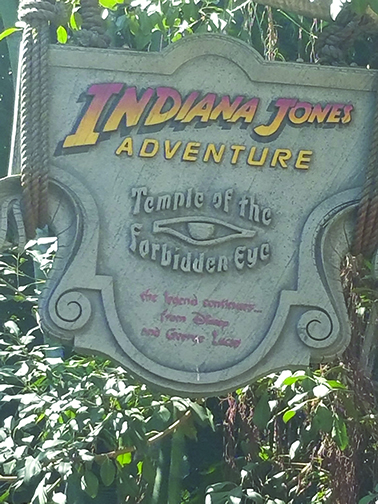 INDIANA JONES
ADVENTURE
Temple of the
Forbidden Eye
the legend continues...
from Disney
and George Lucas